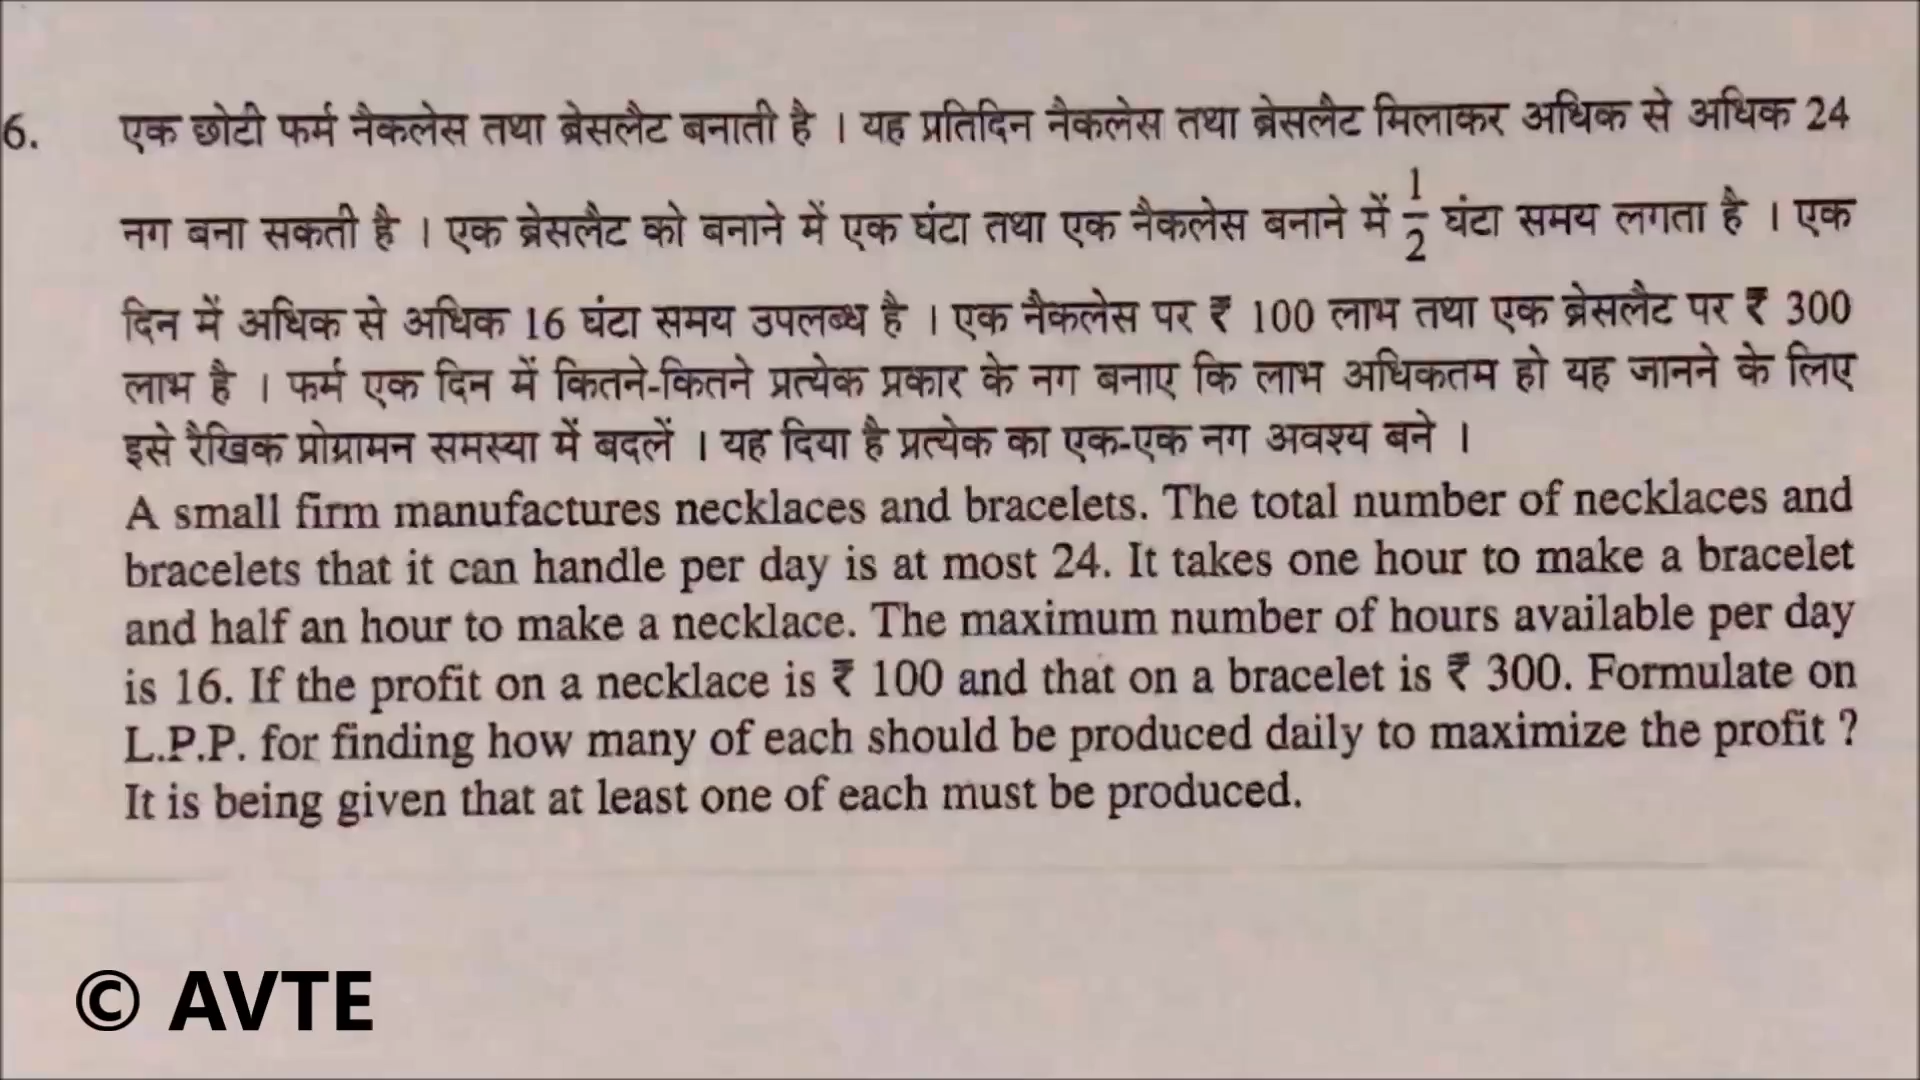 6. एक छोटी फर्म नैकलेस तथा ब्रेसलैट बनाती है । यह प्रतिदिन नैकलेस तथा ब्रेसलैट मिलाकर अधिक से अधिक 24
नग बना सकती है । एक ब्रेसलैट को बनाने में एक घंटा तथा एक नैकलेस बनाने में 1/2 घंटा समय लगता है । एक
दिन में अधिक से अधिक 16 घंटा समय उपलब्ध है । एक नैकलेस पर ₹ 100 लाभ तथा एक ब्रेसलैट पर ₹ 300
लाभ है । फर्म एक दिन में कितने-कितने प्रत्येक प्रकार के नग बनाए कि लाभ अधिकतम हो यह जानने के लिए
इसे रैखिक प्रोग्रामन समस्या में बदलें । यह दिया है प्रत्येक का एक-एक नग अवश्य बने ।
A small firm manufactures necklaces and bracelets. The total number of necklaces and
bracelets that it can handle per day is at most 24. It takes one hour to make a bracelet
and half an hour to make a necklace. The maximum number of hours available per day
is 16. If the profit on a necklace is ₹ 100 and that on a bracelet is ₹ 300. Formulate on
L.P.P. for finding how many of each should be produced daily to maximize the profit ?
It is being given that at least one of each must be produced.
© AVTE